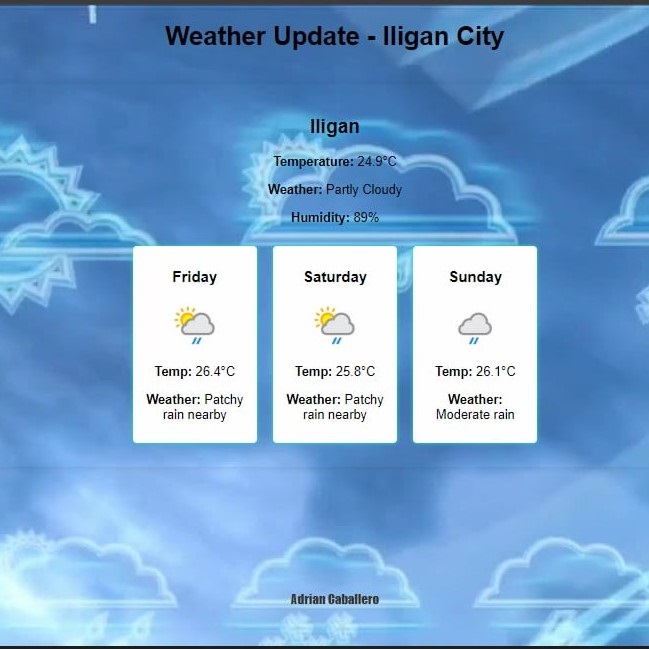 Weather Update - Iligan City
Iligan
Temperature: 24.9°C
Weather: Partly Cloudy
Humidity: 89%
Friday
Temp: 26.4°C
Weather: Patchy
rain nearby
Saturday
Temp: 25.8°C
Weather: Patchy
rain nearby
Sunday
Temp: 26.1°C
Weather:
Moderate rain
Adrian Caballero